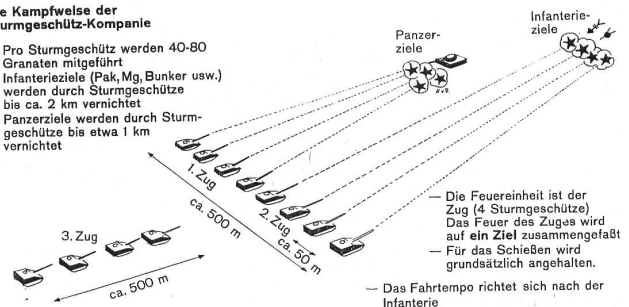 e Kampfweise der
urmgeschütz-Kompanie
Pro Sturmgeschütz werden 40-80
Granaten mitgeführt
Infanterieziele (Pak, Mg, Bunker usw.)
werden durch Sturmgeschütze
bis ca. 2 km vernichtet
Panzerziele werden durch Sturm-
geschütze bis etwa 1 km
vernichtet
Panzer-
ziele
Infanterie-
ziele
1. Zug
ca. 500 m
2. Zug
ca. 50 m
3. Zug
ca. 500 m
— Die Feuereinheit ist der
Zug (4 Sturmgeschütze)
Das Feuer des Zuges wird
auf ein Ziel zusammengefaßt
— Für das Schießen wird
grundsätzlich angehalten.
— Das Fahrtempo richtet sich nach der
Infanterie